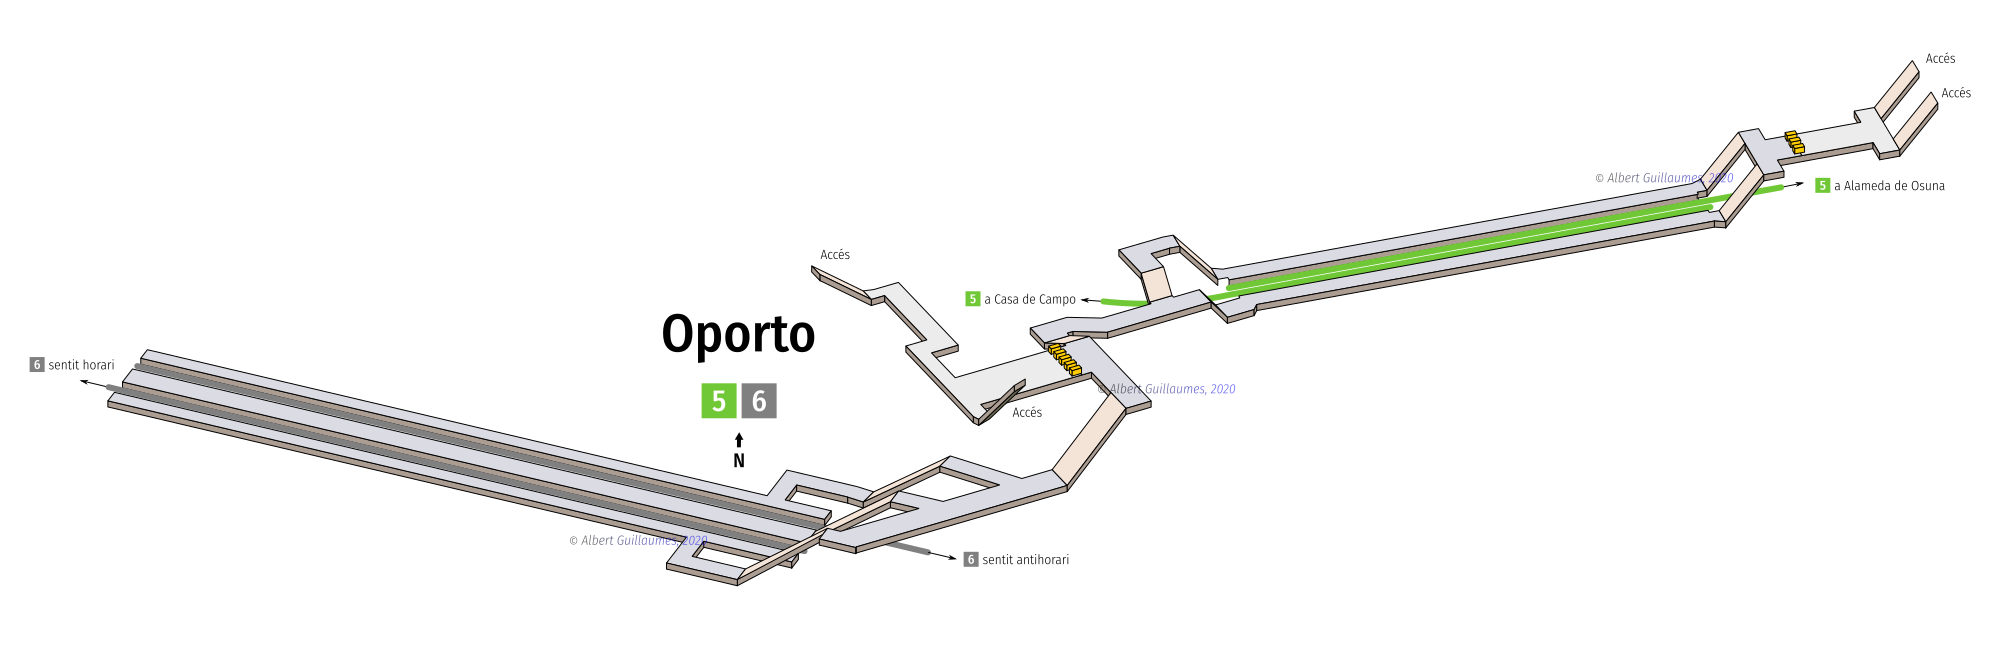 Accés
Accés
© Albert Guillaumes, 2020
5 a Alameda de Osuna
Accés
5 a Casa de Campo
Oporto
6 sentit horari
5 6
© Albert Guillaumes, 2020
Accés
N
© Albert Guillaumes, 2020
6 sentit antihorari